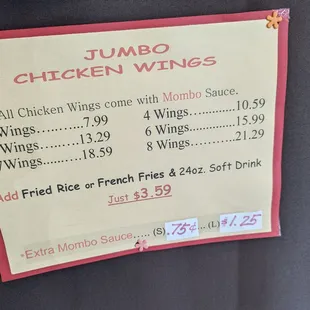 JUMBO
CHICKEN WINGS
All Chicken Wings come with Mombo Sauce.
Wings...........7.99 4 Wings............10.59
Wings...........13.29 6 Wings..............15.99
Wings.......18.59 8 Wings............21.29
Add Fried Rice or French Fries & 24oz. Soft Drink
Just $3.59
*Extra Mombo Sauce..... (S) .75¢... (L) $1.25